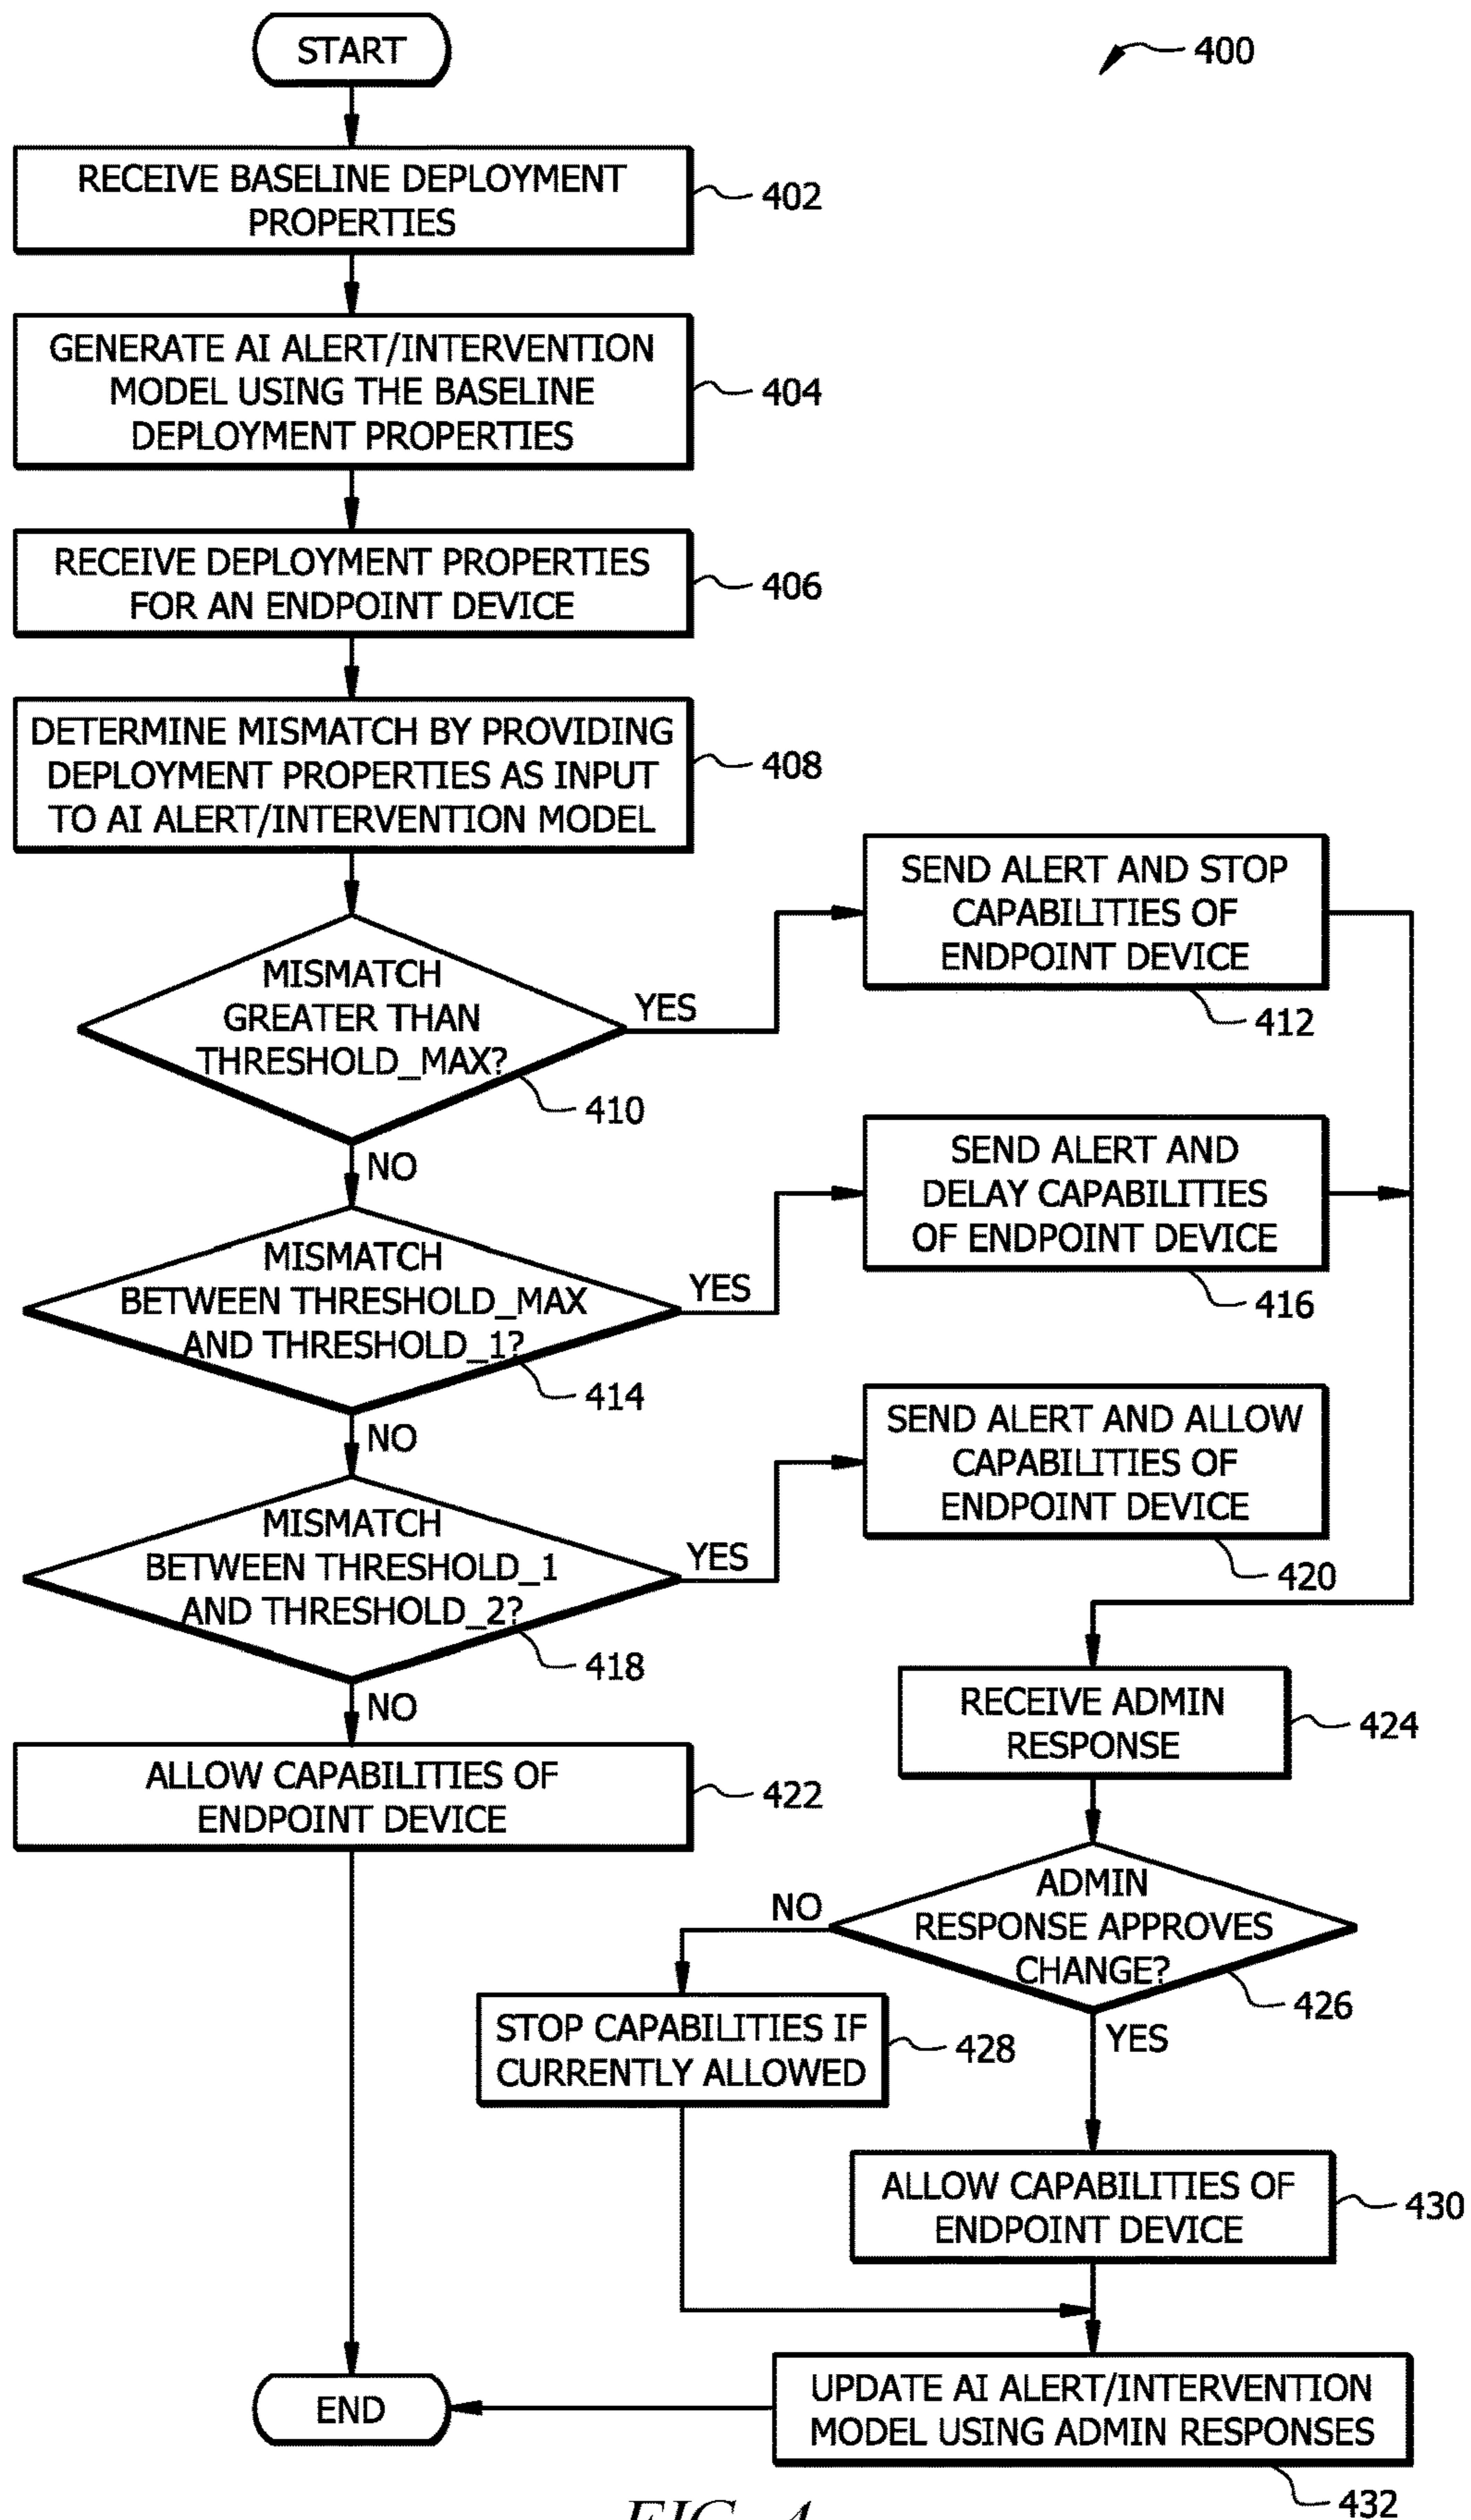 START
400
RECEIVE BASELINE DEPLOYMENT
PROPERTIES
402
GENERATE AI ALERT/INTERVENTION
MODEL USING THE BASELINE
DEPLOYMENT PROPERTIES
404
RECEIVE DEPLOYMENT PROPERTIES
FOR AN ENDPOINT DEVICE
406
DETERMINE MISMATCH BY PROVIDING
DEPLOYMENT PROPERTIES AS INPUT
TO AI ALERT/INTERVENTION MODEL
408
MISMATCH
GREATER THAN
THRESHOLD_MAX?
410
YES
NO
SEND ALERT AND STOP
CAPABILITIES OF
ENDPOINT DEVICE
412
MISMATCH
BETWEEN THRESHOLD_MAX
AND THRESHOLD_1?
414
YES
NO
SEND ALERT AND
DELAY CAPABILITIES
OF ENDPOINT DEVICE
416
MISMATCH
BETWEEN THRESHOLD_1
AND THRESHOLD_2?
418
YES
NO
SEND ALERT AND ALLOW
CAPABILITIES OF
ENDPOINT DEVICE
420
ALLOW CAPABILITIES OF
ENDPOINT DEVICE
422
RECEIVE ADMIN
RESPONSE
424
ADMIN
RESPONSE APPROVES
CHANGE?
426
NO
YES
STOP CAPABILITIES IF
CURRENTLY ALLOWED
428
ALLOW CAPABILITIES OF
ENDPOINT DEVICE
430
UPDATE AI ALERT/INTERVENTION
MODEL USING ADMIN RESPONSES
432
END
FIG. 4